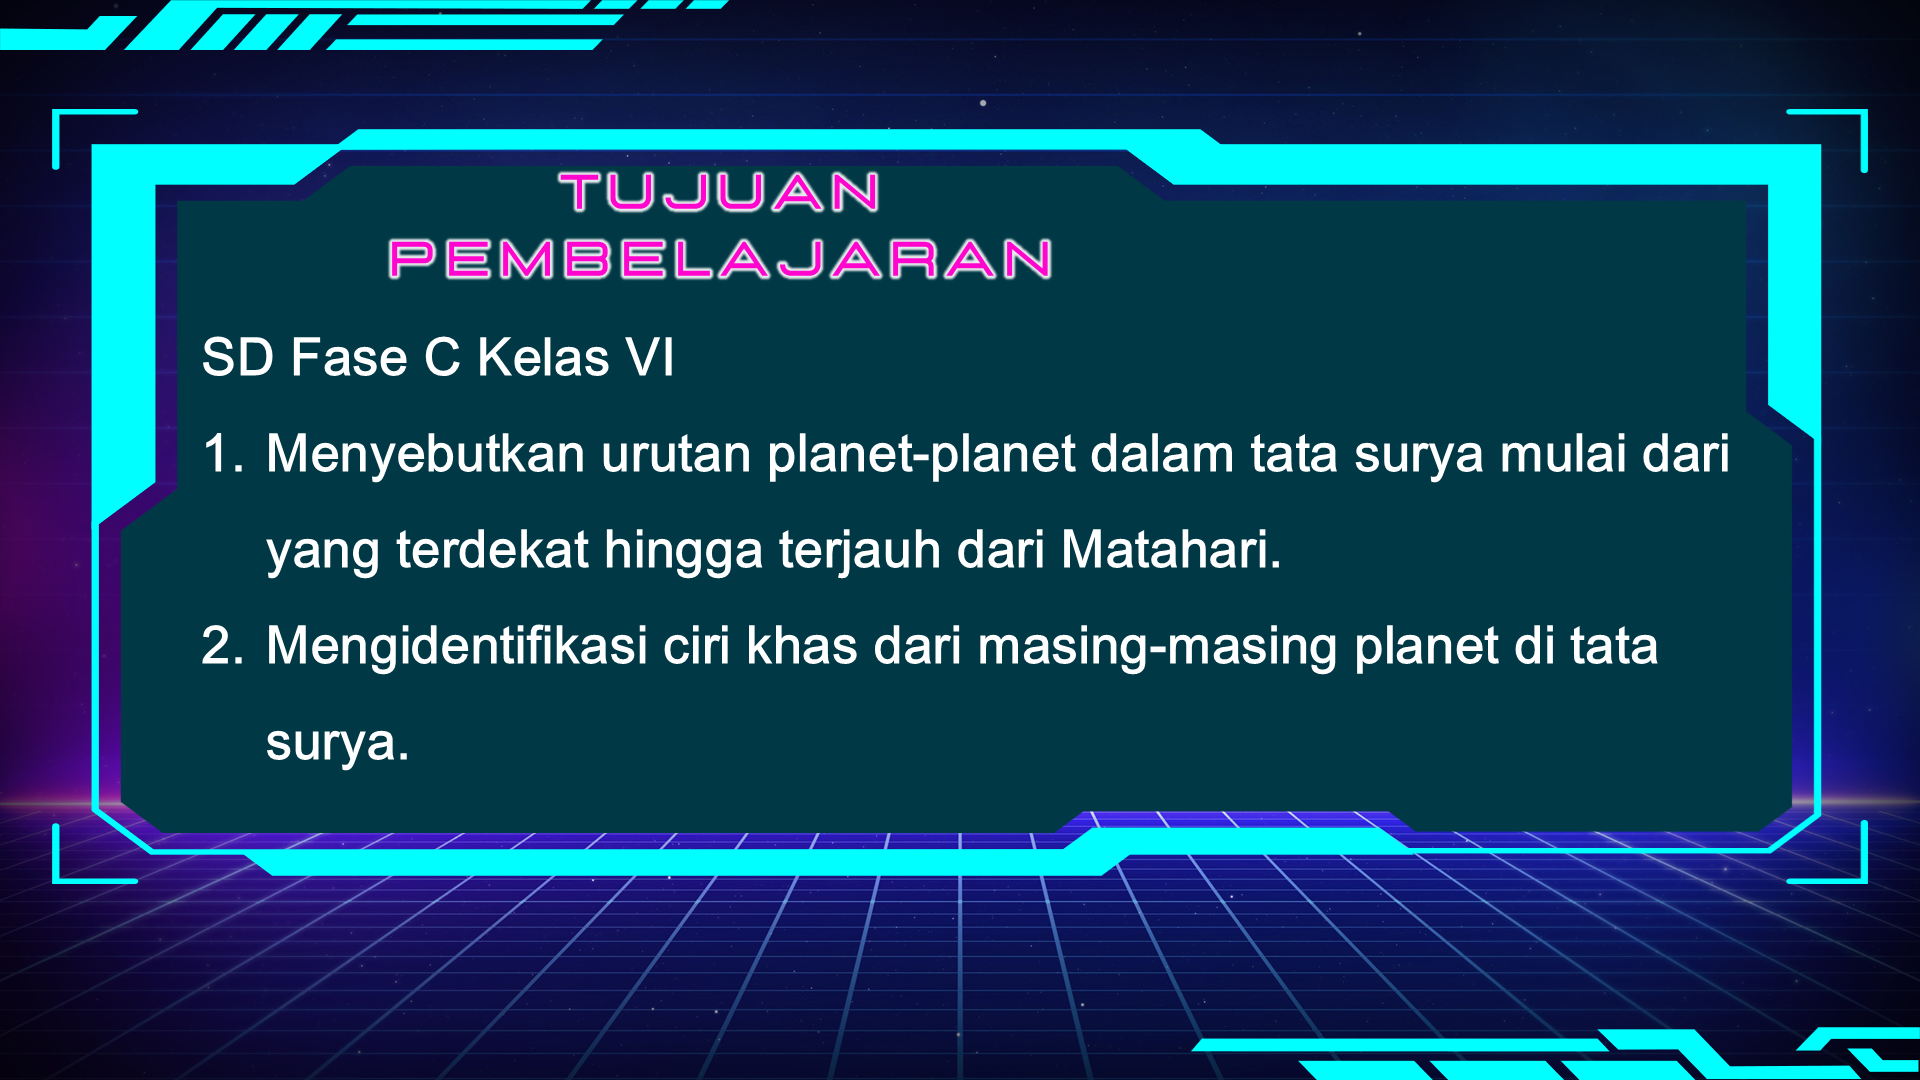 TUJUAN
PEMBELAJARAN
SD Fase C Kelas VI
1. Menyebutkan urutan planet-planet dalam tata surya mulai dari
yang terdekat hingga terjauh dari Matahari.
2. Mengidentifikasi ciri khas dari masing-masing planet di tata
surya.